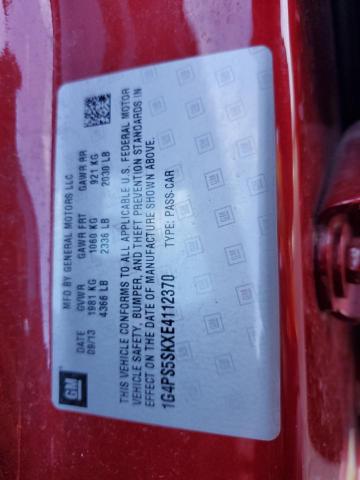 GM
MFD BY GENERAL MOTORS LLC
DATE GVWR GAWR FRT GAWR RR
09/13 1981 KG 1060 KG 921 KG
4366 LB 2336 LB 2030 LB
THIS VEHICLE CONFORMS TO ALL APPLICABLE U.S. FEDERAL MOTOR
VEHICLE SAFETY, BUMPER, AND THEFT PREVENTION STANDARDS IN
EFFECT ON THE DATE OF MANUFACTURE SHOWN ABOVE.
1G4PS5SKXE4112370 TYPE: PASS-CAR